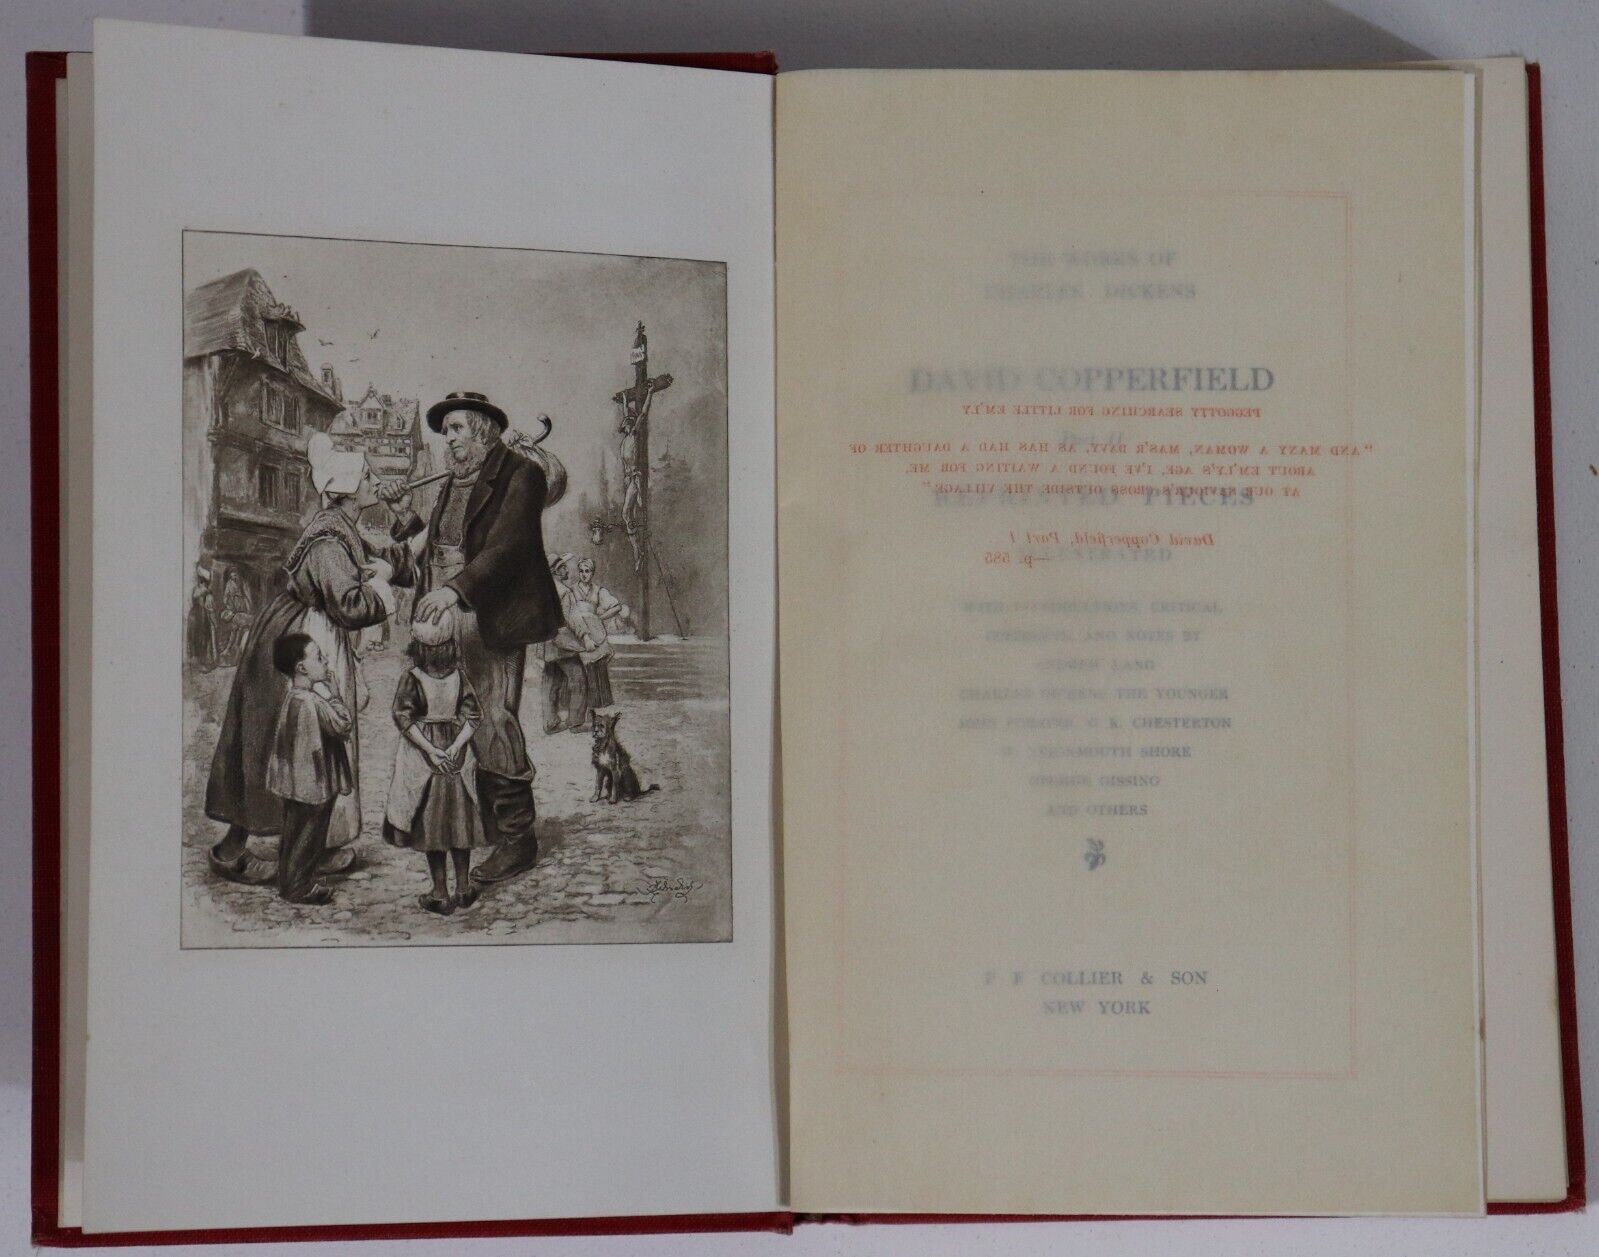 THE WORKS OF
CHARLES DICKENS
DAVID COPPERFIELD
PEGGOTTY SEARCHING FOR LITTLE EM'LY
"AND MANY A WOMAN, MAS'R DAVY, AS HAS HAD A DAUGHTER OF
ABOUT EM'LY'S AGE, I'VE FOUND A WAITING FOR ME,
AT OUR SAVIOUR'S CROSS OUTSIDE THE VILLAGE"
REPRINTED PIECES
David Copperfield, Part I
—p. 585
ILLUSTRATED
WITH INTRODUCTIONS, CRITICAL
COMMENTS, AND NOTES BY
ANDREW LANG
CHARLES DICKENS THE YOUNGER
JOHN FORSTER, G. K. CHESTERTON
W. TEIGNMOUTH SHORE
GEORGE GISSING
AND OTHERS
P F COLLIER & SON
NEW YORK